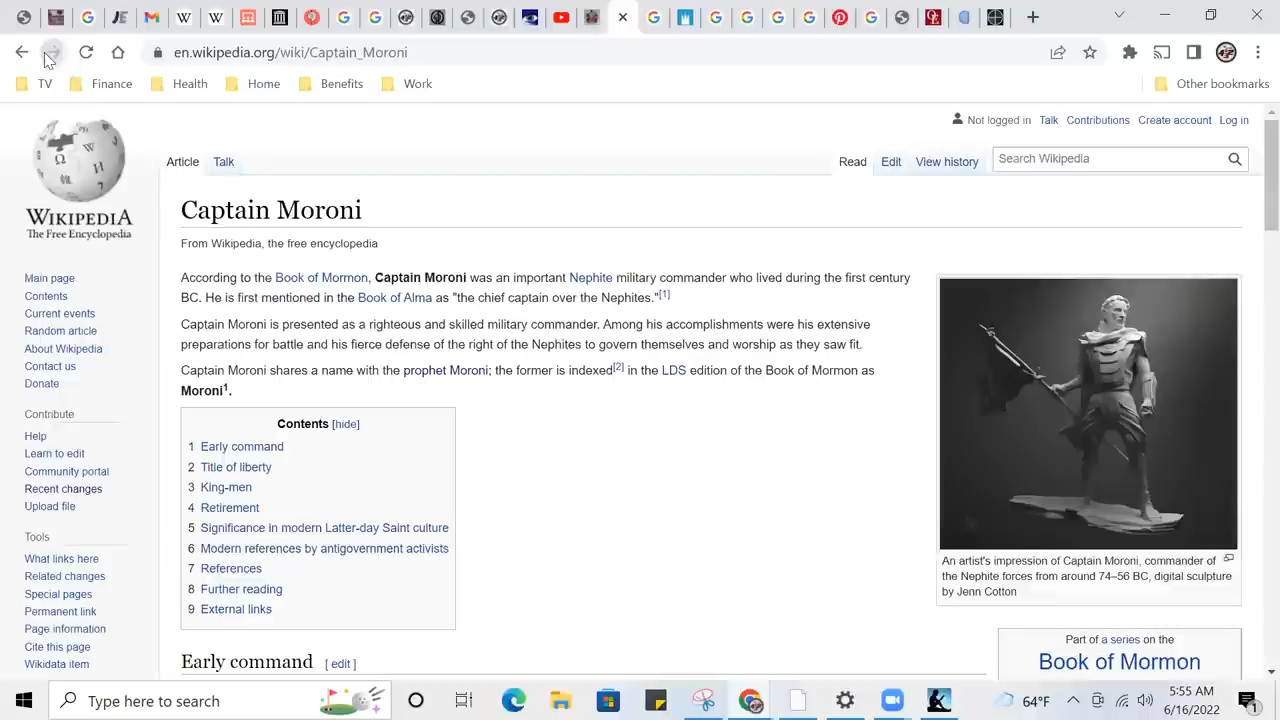 en.wikipedia.org/wiki/Captain_Moroni
TV Finance Health Home Benefits Work Other bookmarks
Not logged in Talk Contributions Create account Log in
WIKIPEDIA
The Free Encyclopedia
Article Talk Read Edit View history Search Wikipedia
Captain Moroni
From Wikipedia, the free encyclopedia
According to the Book of Mormon, Captain Moroni was an important Nephite military commander who lived during the first century
BC. He is first mentioned in the Book of Alma as "the chief captain over the Nephites."[1]
Captain Moroni is presented as a righteous and skilled military commander. Among his accomplishments were his extensive
preparations for battle and his fierce defense of the right of the Nephites to govern themselves and worship as they saw fit.
Captain Moroni shares a name with the prophet Moroni; the former is indexed[2] in the LDS edition of the Book of Mormon as
Moroni1.
Contents [hide]
1 Early command
2 Title of liberty
3 King-men
4 Retirement
5 Significance in modern Latter-day Saint culture
6 Modern references by antigovernment activists
7 References
8 Further reading
9 External links
Early command [ edit ]
An artist's impression of Captain Moroni, commander of
the Nephite forces from around 74–56 BC, digital sculpture
by Jenn Cotton
Part of a series on the
Book of Mormon
Main page
Contents
Current events
Random article
About Wikipedia
Contact us
Donate
Contribute
Help
Learn to edit
Community portal
Recent changes
Upload file
Tools
What links here
Related changes
Special pages
Permanent link
Page information
Cite this page
Wikidata item
Type here to search
64°F
5:55 AM
6/16/2022
1